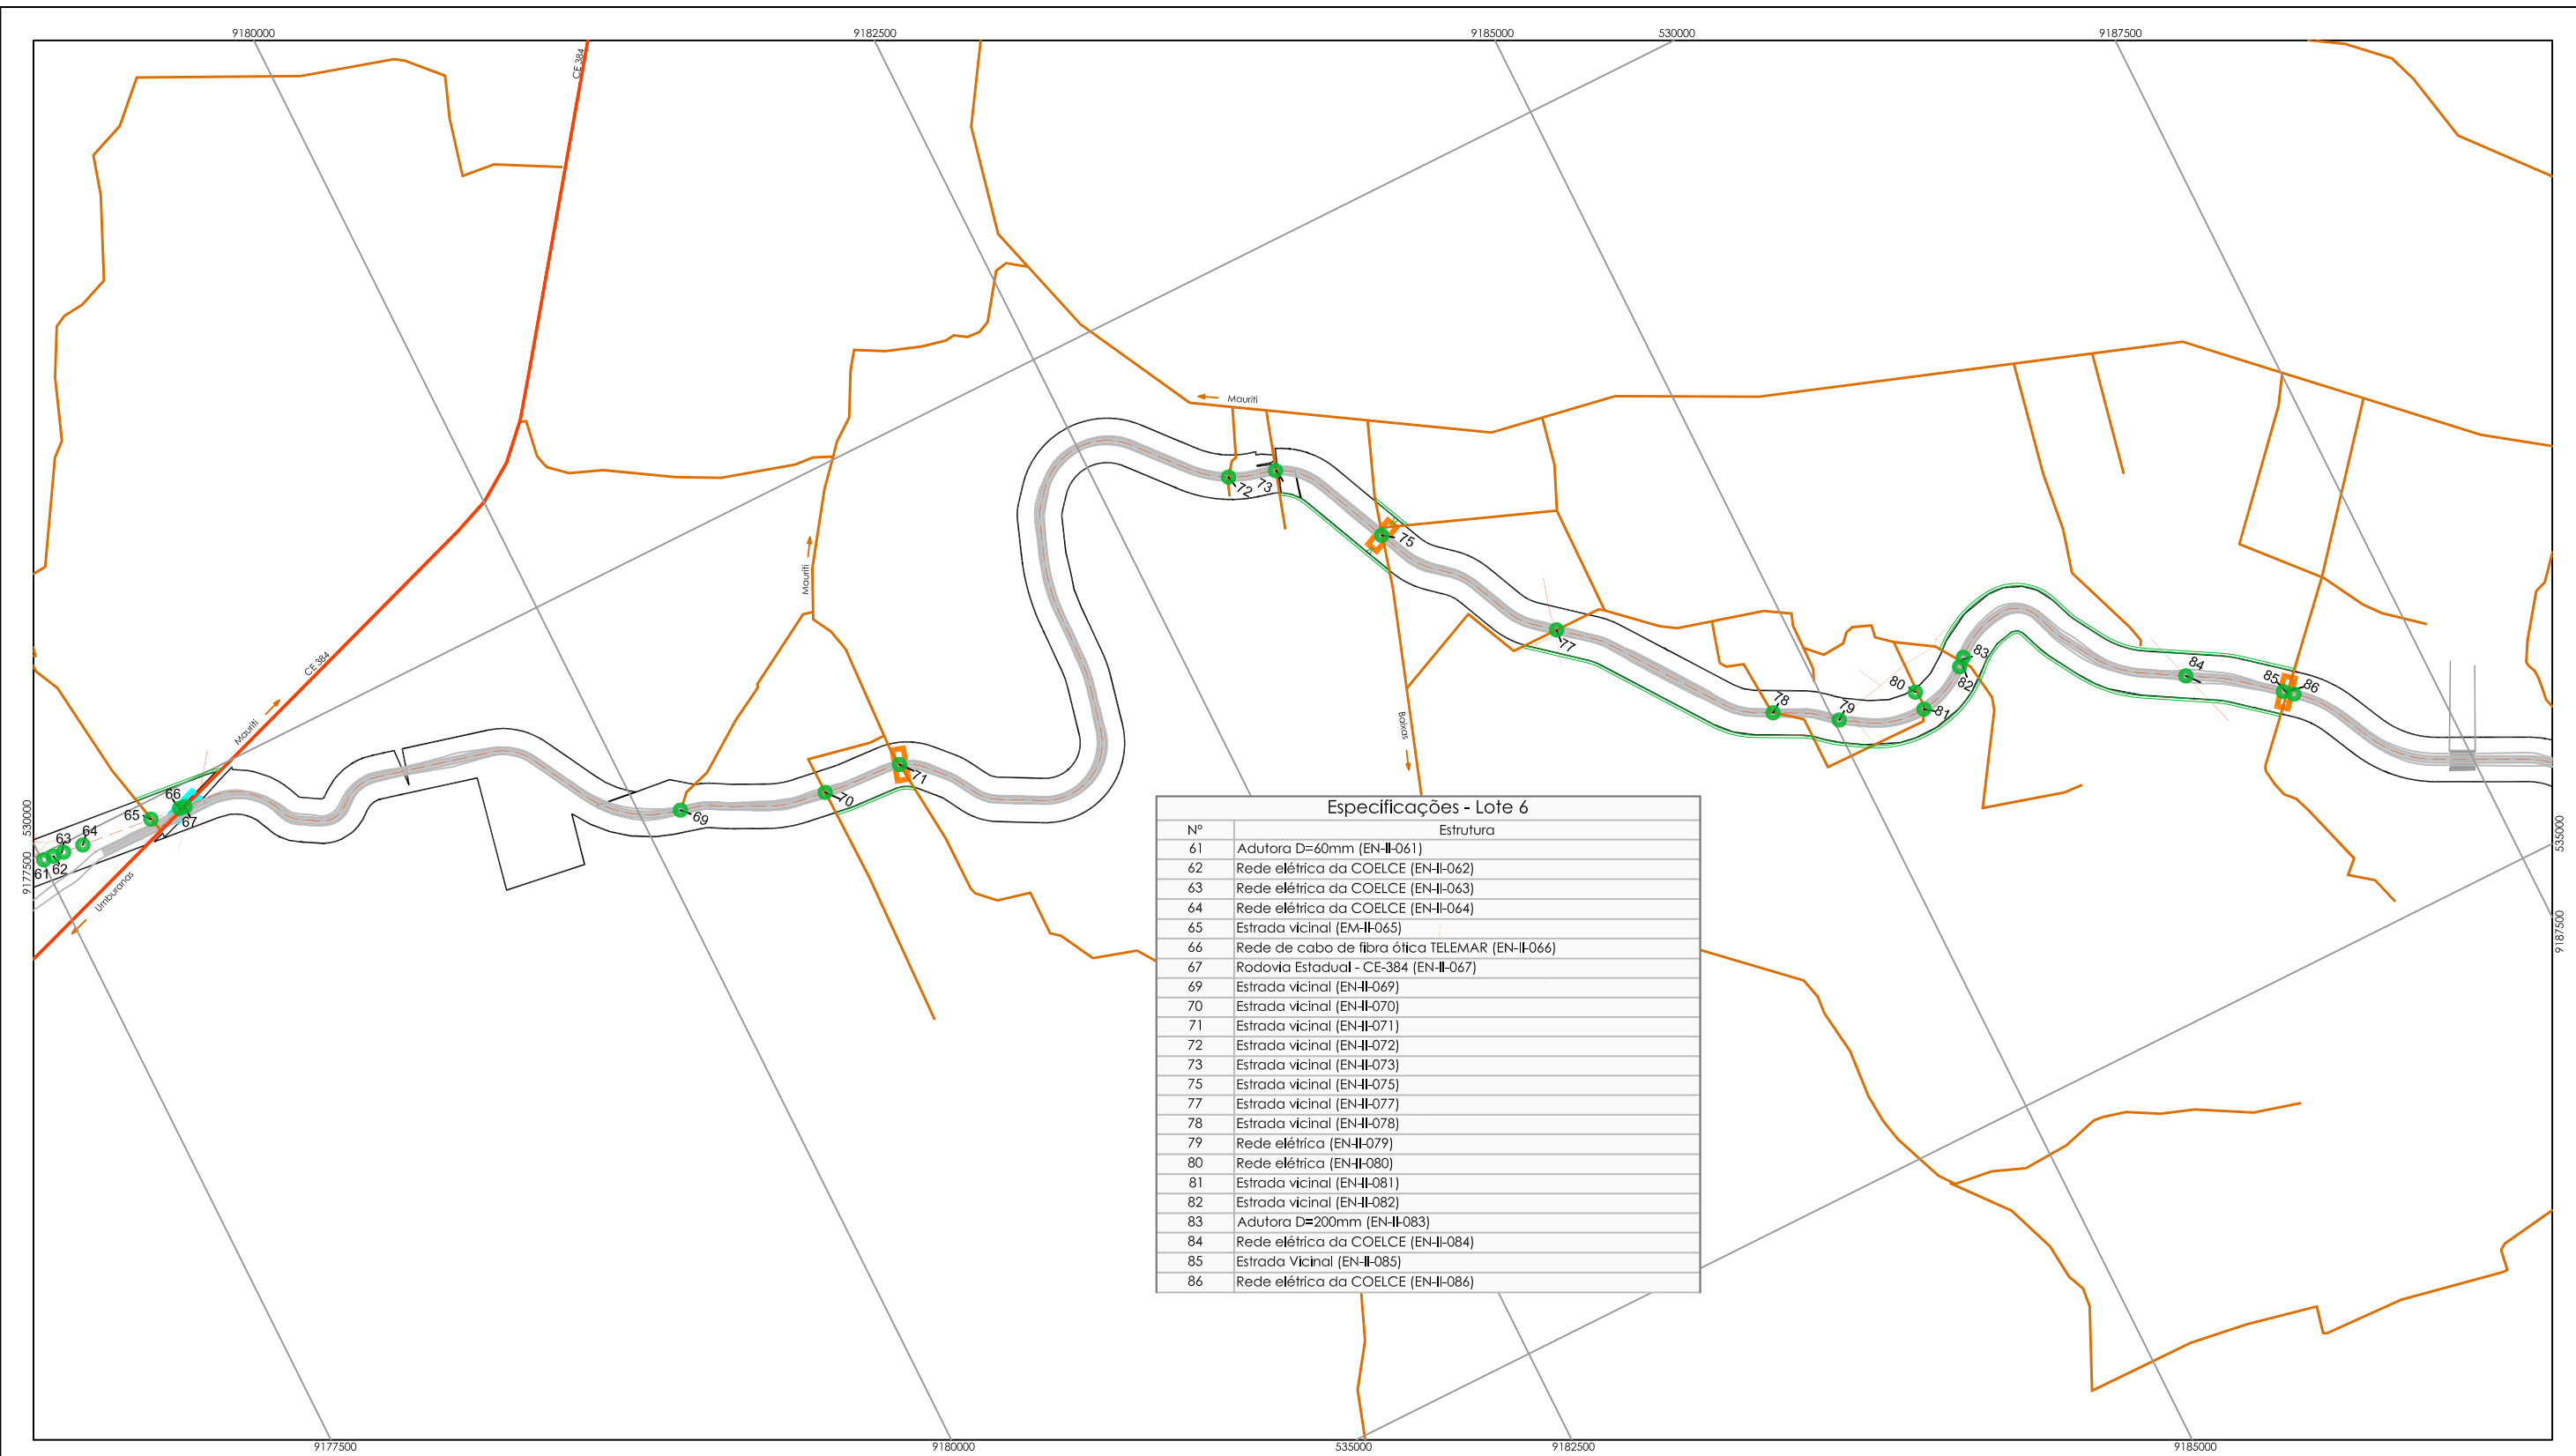 9180000
9182500
9185000
530000
9187500
CE 384
Mauriti
Mauriti
72
73
75
Mauriti
CE 384
77
Baixas
78
79
80
81
82
83
84
85
86
Mauriti
66
65
67
64
63
62
61
530000
9177500
Umburanas
69
70
71
535000
9187500
Especificações - Lote 6
Nº Estrutura
61 Adutora D=60mm (EN-II-061)
62 Rede elétrica da COELCE (EN-II-062)
63 Rede elétrica da COELCE (EN-II-063)
64 Rede elétrica da COELCE (EN-II-064)
65 Estrada vicinal (EM-II-065)
66 Rede de cabo de fibra ótica TELEMAR (EN-II-066)
67 Rodovia Estadual - CE-384 (EN-II-067)
69 Estrada vicinal (EN-II-069)
70 Estrada vicinal (EN-II-070)
71 Estrada vicinal (EN-II-071)
72 Estrada vicinal (EN-II-072)
73 Estrada vicinal (EN-II-073)
75 Estrada vicinal (EN-II-075)
77 Estrada vicinal (EN-II-077)
78 Estrada vicinal (EN-II-078)
79 Rede elétrica (EN-II-079)
80 Rede elétrica (EN-II-080)
81 Estrada vicinal (EN-II-081)
82 Estrada vicinal (EN-II-082)
83 Adutora D=200mm (EN-II-083)
84 Rede elétrica da COELCE (EN-II-084)
85 Estrada Vicinal (EN-II-085)
86 Rede elétrica da COELCE (EN-II-086)
9177500
9180000
535000
9182500
9185000